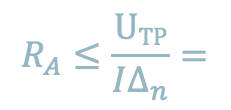 R_A ≤ U_TP / IΔ_n =